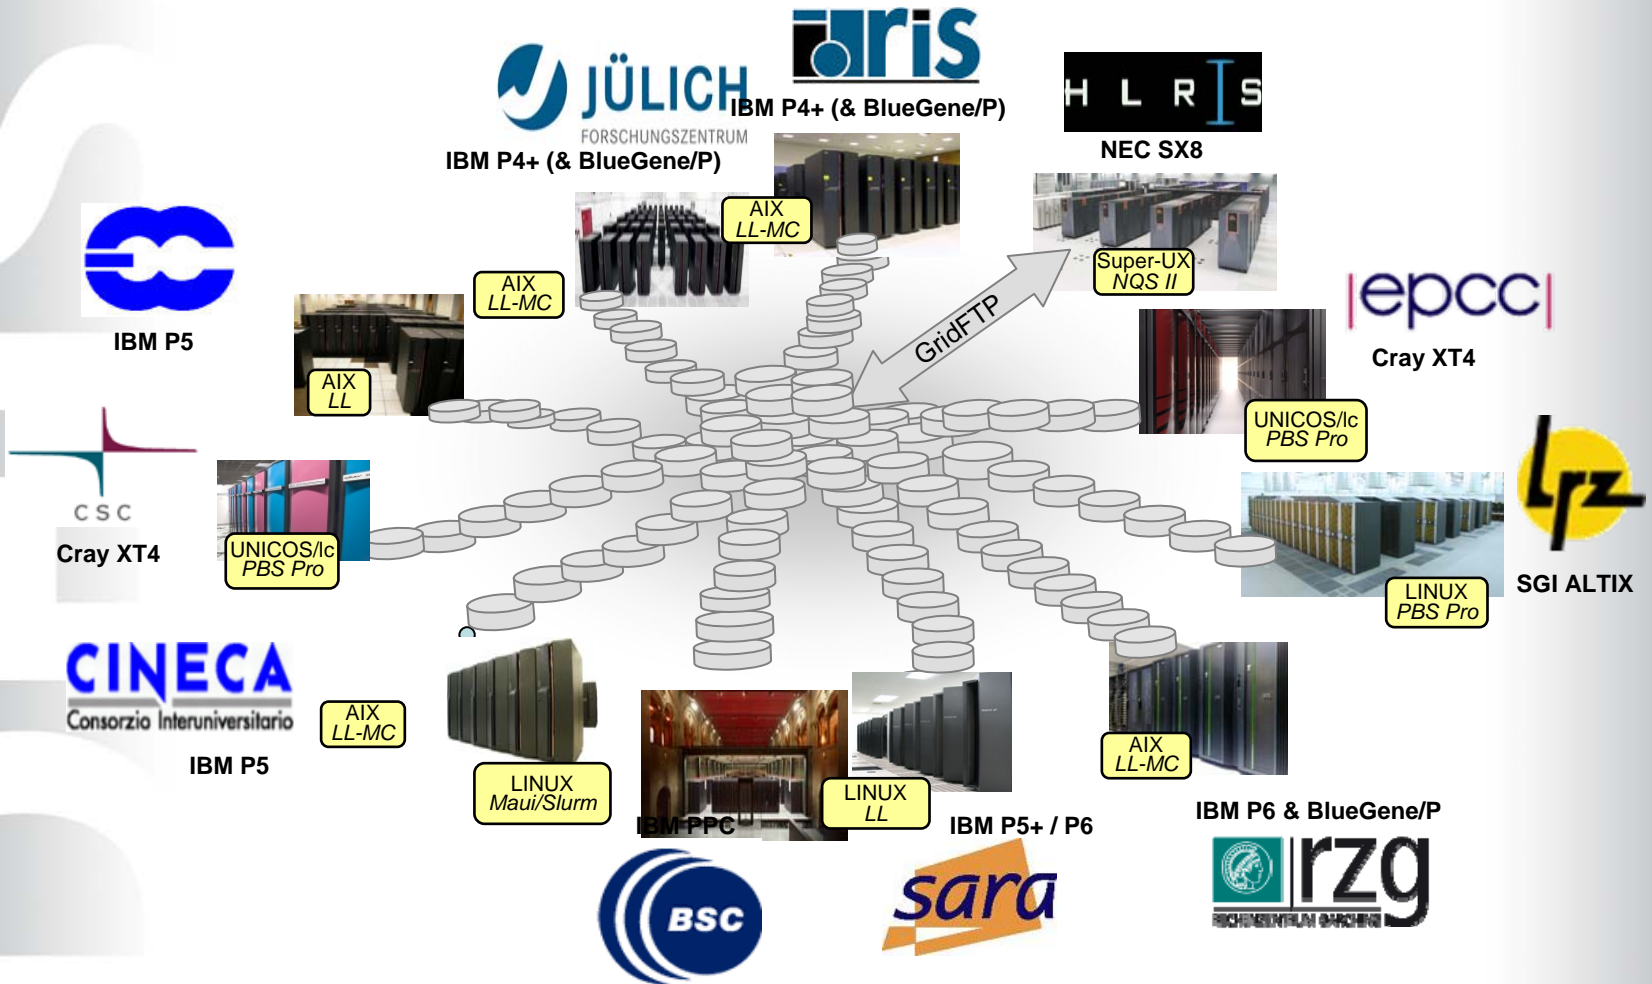 idris
JÜLICH
FORSCHUNGSZENTRUM
IBM P4+ (& BlueGene/P)
IBM P4+ (& BlueGene/P)
H L R I S
NEC SX8
AIX
LL-MC
AIX
LL-MC
Super-UX
NQS II
GridFTP
IBM P5
AIX
LL
|epcc|
Cray XT4
UNICOS/lc
PBS Pro
CSC
Cray XT4
UNICOS/lc
PBS Pro
lrz
SGI ALTIX
LINUX
PBS Pro
CINECA
Consorzio Interuniversitario
IBM P5
AIX
LL-MC
LINUX
Maui/Slurm
IBM PPC
BSC
LINUX
LL
IBM P5+ / P6
sara
AIX
LL-MC
IBM P6 & BlueGene/P
rzg
RECHENZENTRUM GARCHING